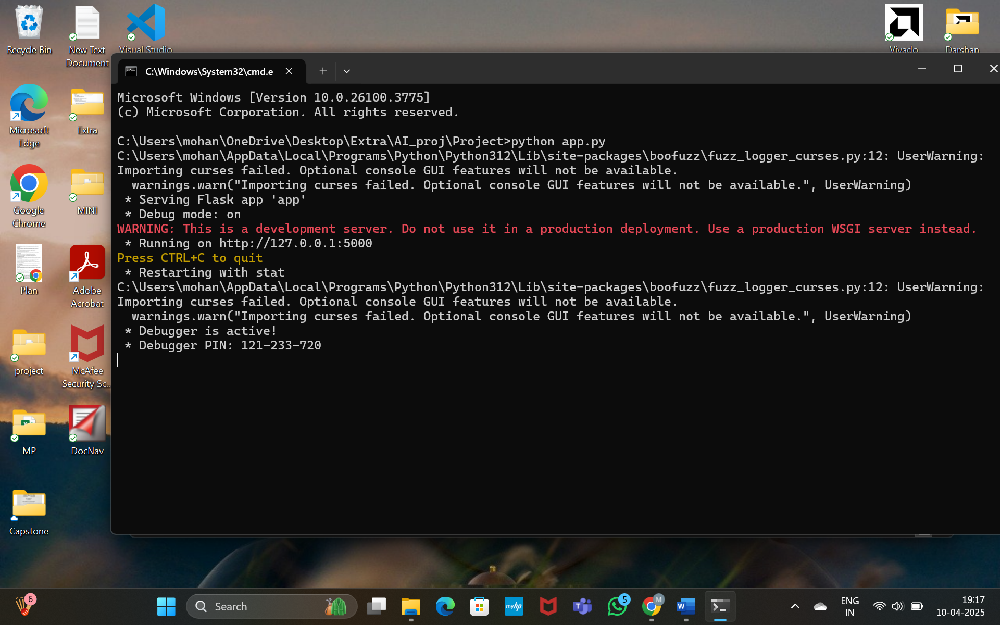 Recycle Bin
New Text
Document
Visual Studio
Vivado
Darshan
Microsoft
Edge
Extra
Google
Chrome
MINI
Plan
Adobe
Acrobat
project
McAfee
Security Sc...
MP
DocNav
Capstone
C:\Windows\System32\cmd.e
Microsoft Windows [Version 10.0.26100.3775]
(c) Microsoft Corporation. All rights reserved.
C:\Users\mohan\OneDrive\Desktop\Extra\AI_proj\Project>python app.py
C:\Users\mohan\AppData\Local\Programs\Python\Python312\Lib\site-packages\boofuzz\fuzz_logger_curses.py:12: UserWarning:
Importing curses failed. Optional console GUI features will not be available.
warnings.warn("Importing curses failed. Optional console GUI features will not be available.", UserWarning)
* Serving Flask app 'app'
* Debug mode: on
WARNING: This is a development server. Do not use it in a production deployment. Use a production WSGI server instead.
* Running on http://127.0.0.1:5000
Press CTRL+C to quit
* Restarting with stat
C:\Users\mohan\AppData\Local\Programs\Python\Python312\Lib\site-packages\boofuzz\fuzz_logger_curses.py:12: UserWarning:
Importing curses failed. Optional console GUI features will not be available.
warnings.warn("Importing curses failed. Optional console GUI features will not be available.", UserWarning)
* Debugger is active!
* Debugger PIN: 121-233-720
6
Search
myhp
5
M
W
ENG
IN
19:17
10-04-2025